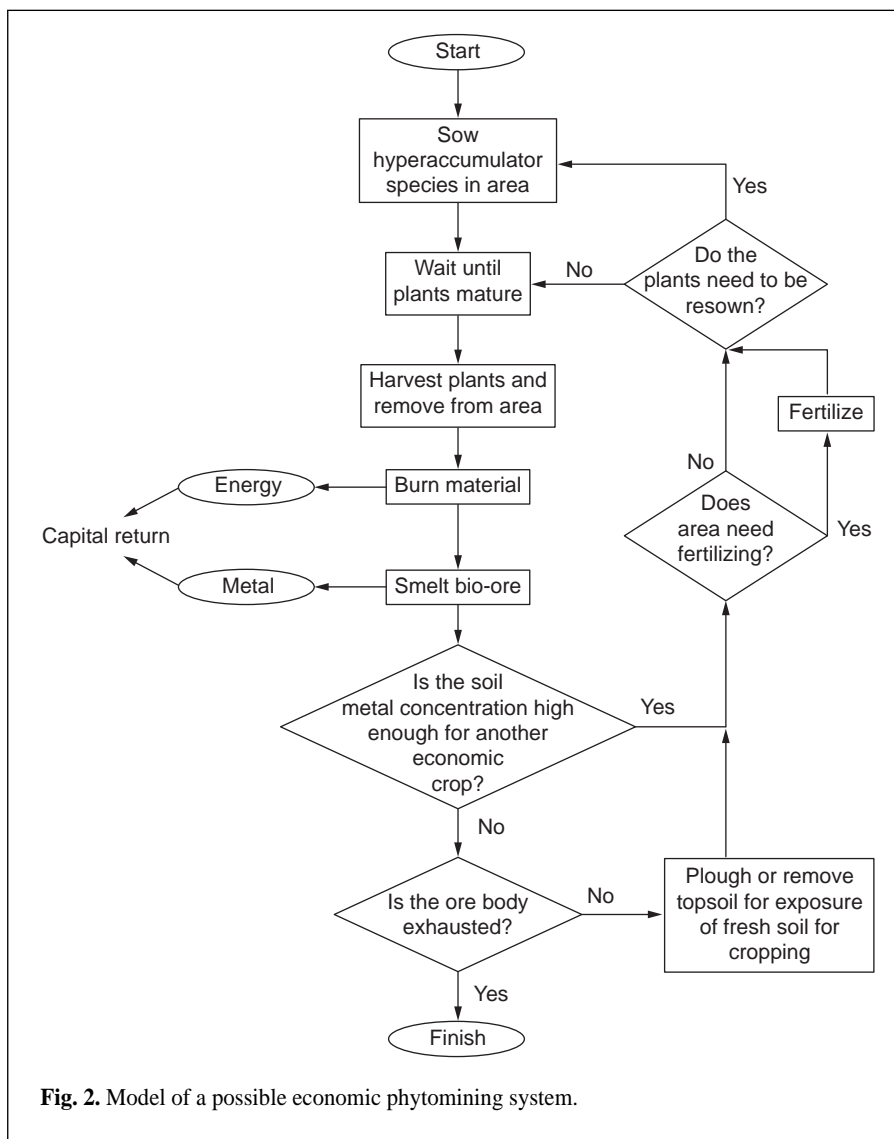 Start
Sow
hyperaccumulator
species in area
Yes
Do the
plants need to be
resown?
No
Wait until
plants mature
Harvest plants and
remove from area
Fertilize
No
Energy
Burn material
Does
area need
fertilizing?
Yes
Capital return
Metal
Smelt bio-ore
Is the soil
metal concentration high
enough for another
economic
crop?
Yes
No
Is the ore body
exhausted?
No
Plough or remove
topsoil for exposure
of fresh soil for
cropping
Yes
Finish
Fig. 2. Model of a possible economic phytomining system.